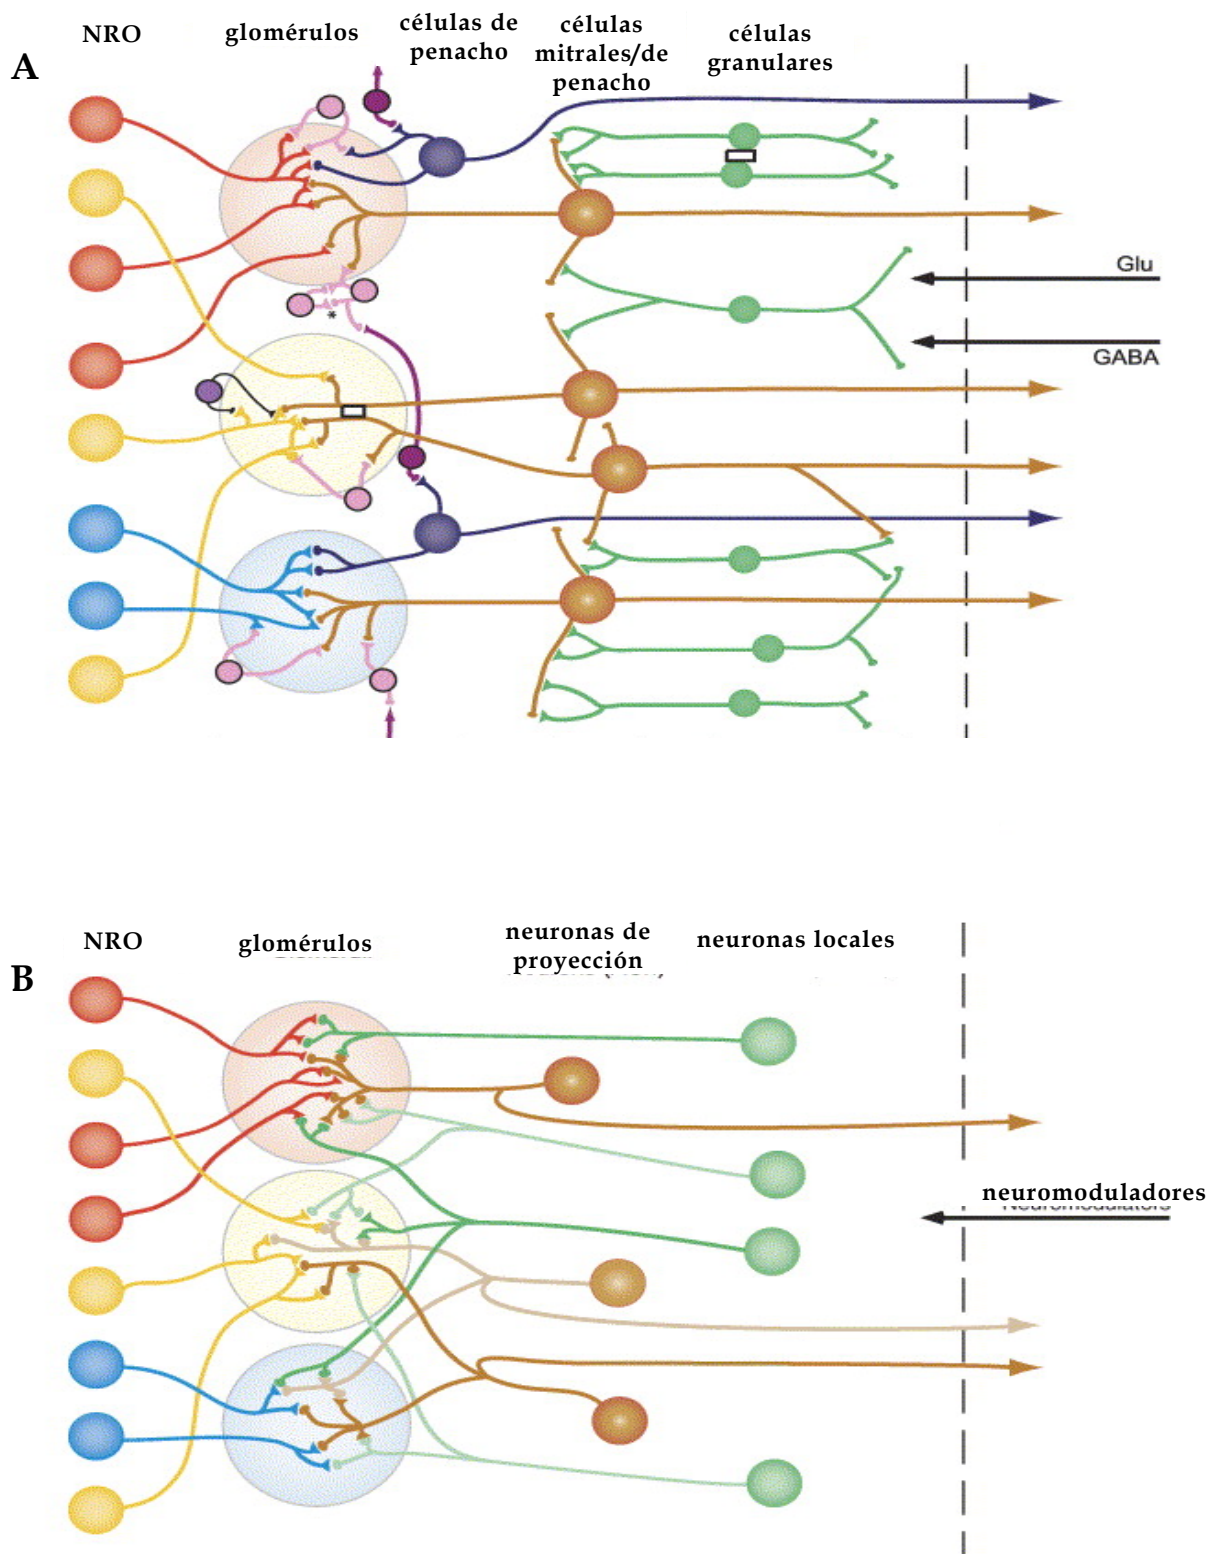 NRO
glomérulos
células de
penacho
células
mitrales/de
penacho
células
granulares
A
Glu
*
GABA
NRO
glomérulos
neuronas de
proyección
neuronas locales
B
neuromoduladores